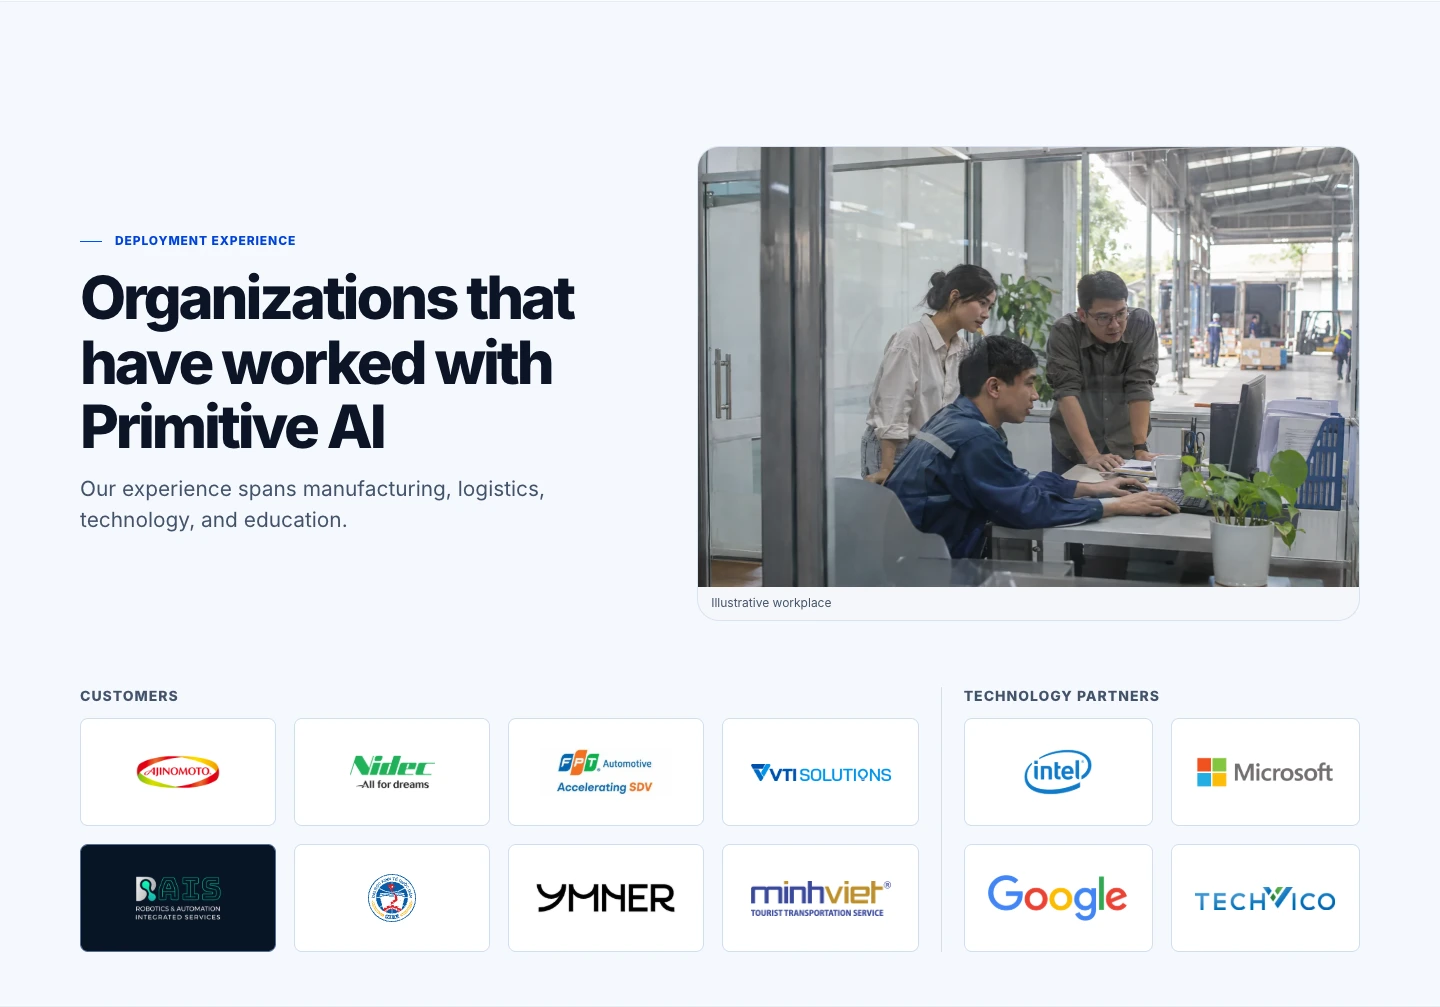 DEPLOYMENT EXPERIENCE
Organizations that
have worked with
Primitive AI
Our experience spans manufacturing, logistics,
technology, and education.
Illustrative workplace
CUSTOMERS
AJINOMOTO
Nidec
All for dreams
FPT Automotive
Accelerating SDV
VTI SOLUTIONS
RAIS
ROBOTICS & AUTOMATION
INTEGRATED SERVICES
YMNER
minhviet®
TOURIST TRANSPORTATION SERVICE
TECHNOLOGY PARTNERS
intel
Microsoft
Google
TECHVICO